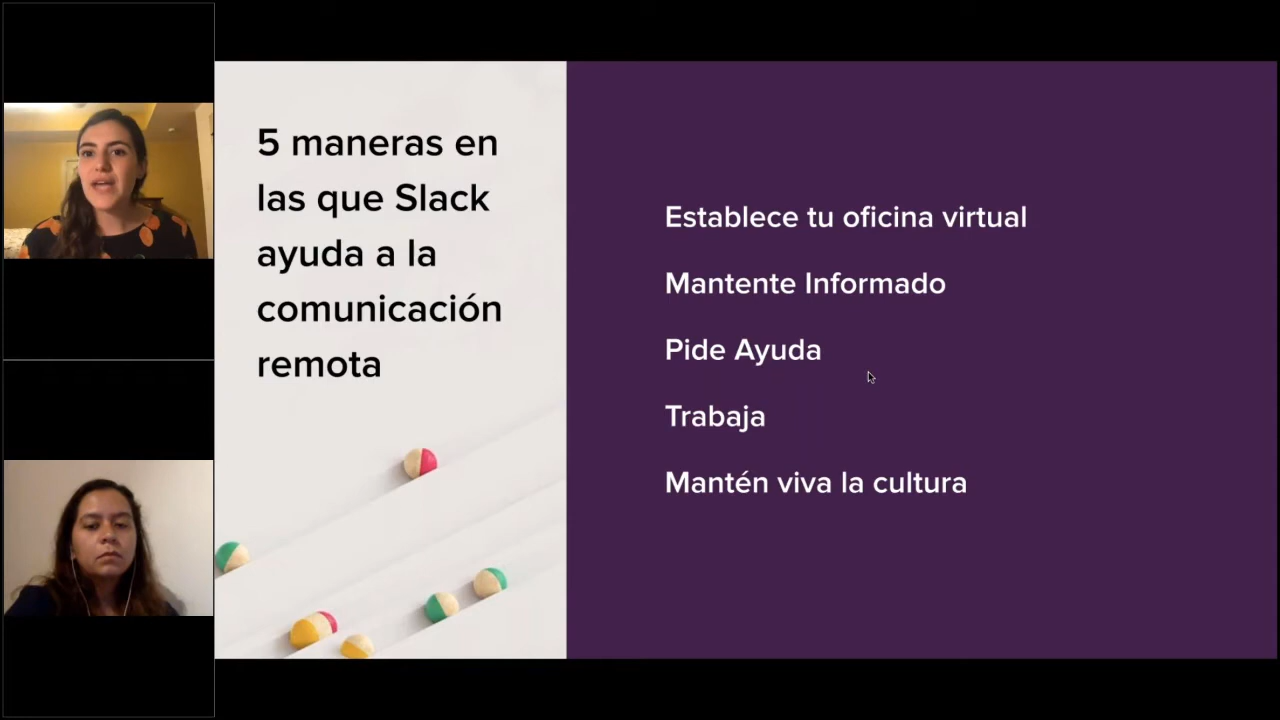 5 maneras en
las que Slack
ayuda a la
comunicación
remota
Establece tu oficina virtual
Mantente Informado
Pide Ayuda
Trabaja
Mantén viva la cultura